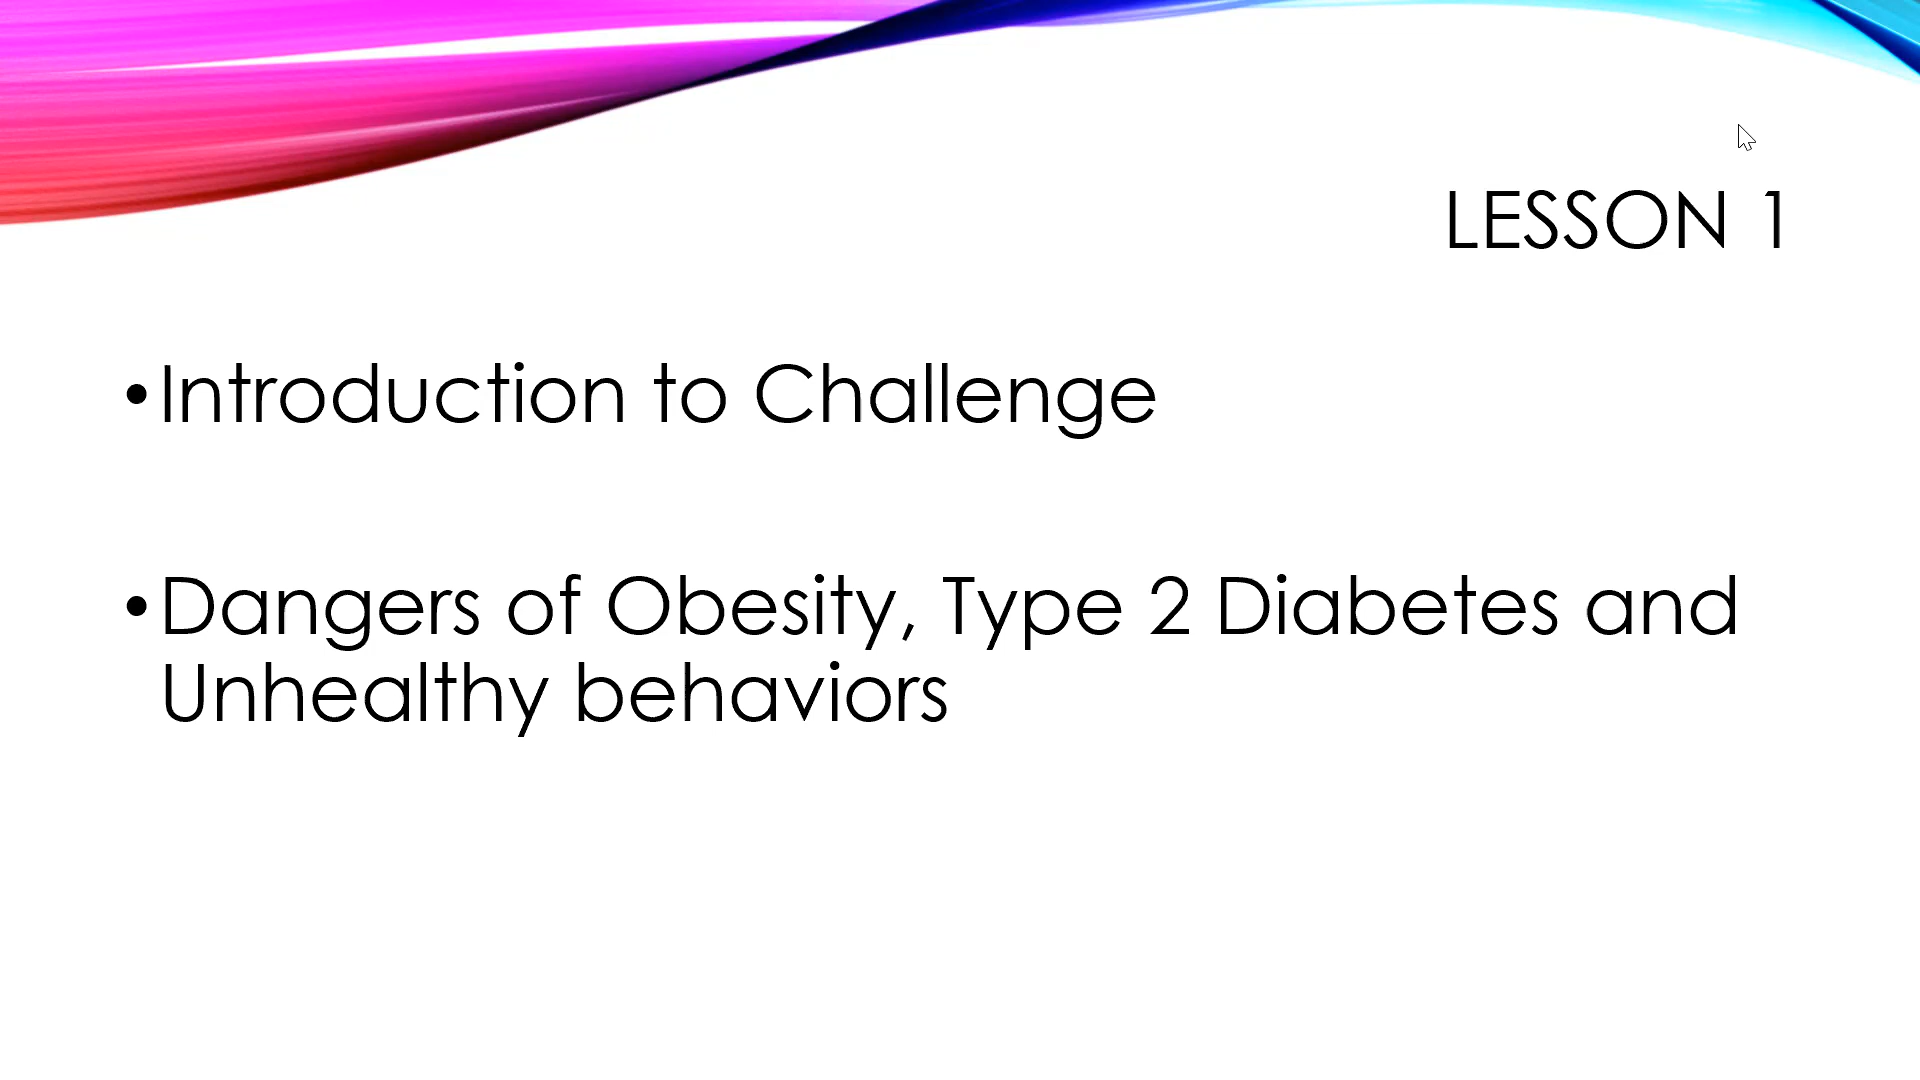 LESSON 1
•Introduction to Challenge
•Dangers of Obesity, Type 2 Diabetes and
Unhealthy behaviors